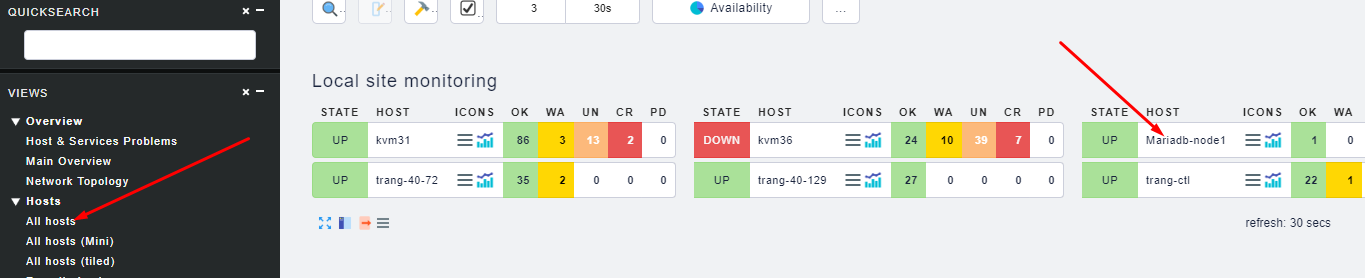 QUICKSEARCH
3 30s Availability ...
VIEWS
Overview
Host & Services Problems
Main Overview
Network Topology
Hosts
All hosts
All hosts (Mini)
All hosts (tiled)
Local site monitoring
STATE HOST ICONS OK WA UN CR PD STATE HOST ICONS OK WA UN CR PD STATE HOST ICONS OK WA
UP kvm31 86 3 13 2 0 DOWN kvm36 24 10 39 7 0 UP Mariadb-node1 1 0
UP trang-40-72 35 2 0 0 0 UP trang-40-129 27 0 0 0 0 UP trang-ctl 22 1
refresh: 30 secs